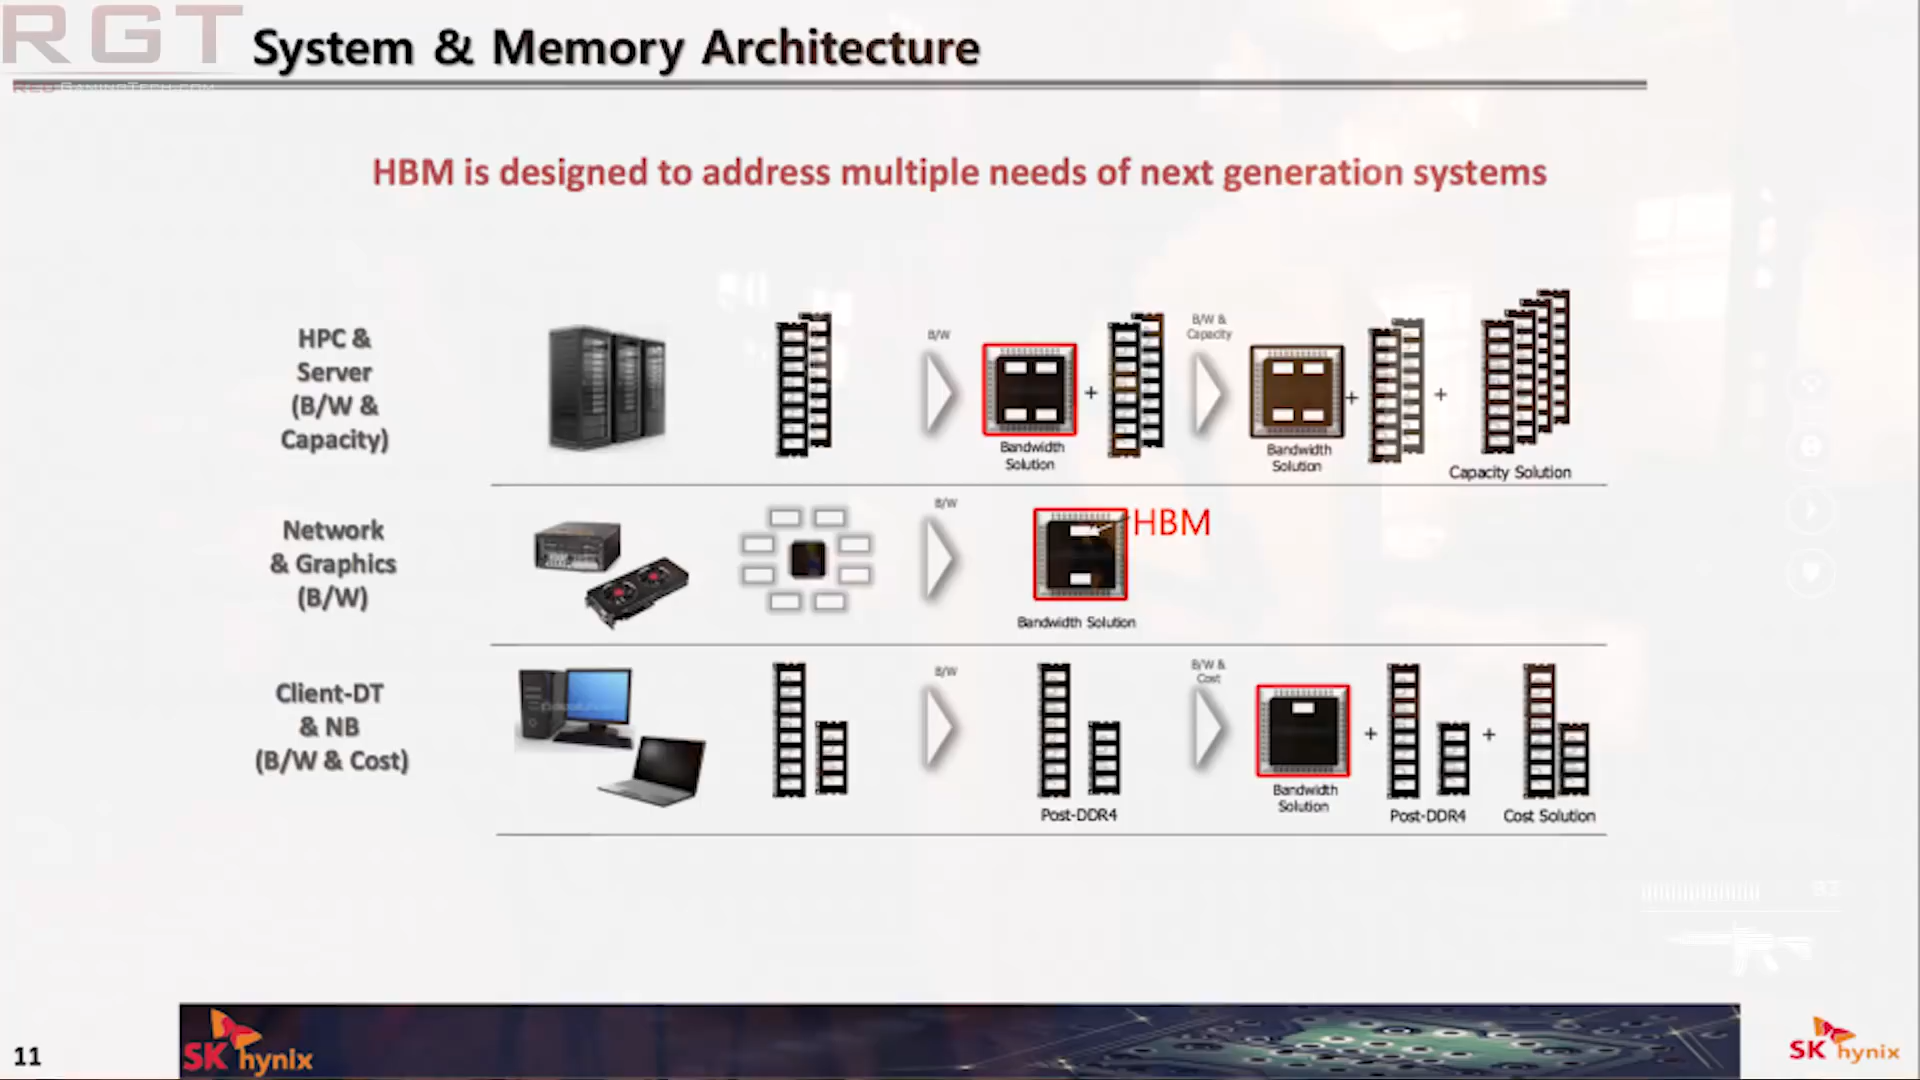 RGT
REDGAMINGTECH.COM
System & Memory Architecture
HBM is designed to address multiple needs of next generation systems
HPC &
Server
(B/W &
Capacity)
B/W
Bandwidth
Solution
+
B/W &
Capacity
Bandwidth
Solution
+
+
Capacity Solution
Network
& Graphics
(B/W)
B/W
HBM
Bandwidth Solution
Client-DT
& NB
(B/W & Cost)
B/W
Post-DDR4
B/W &
Cost
Bandwidth
Solution
+
Post-DDR4
+
Cost Solution
11
SK hynix
SK hynix